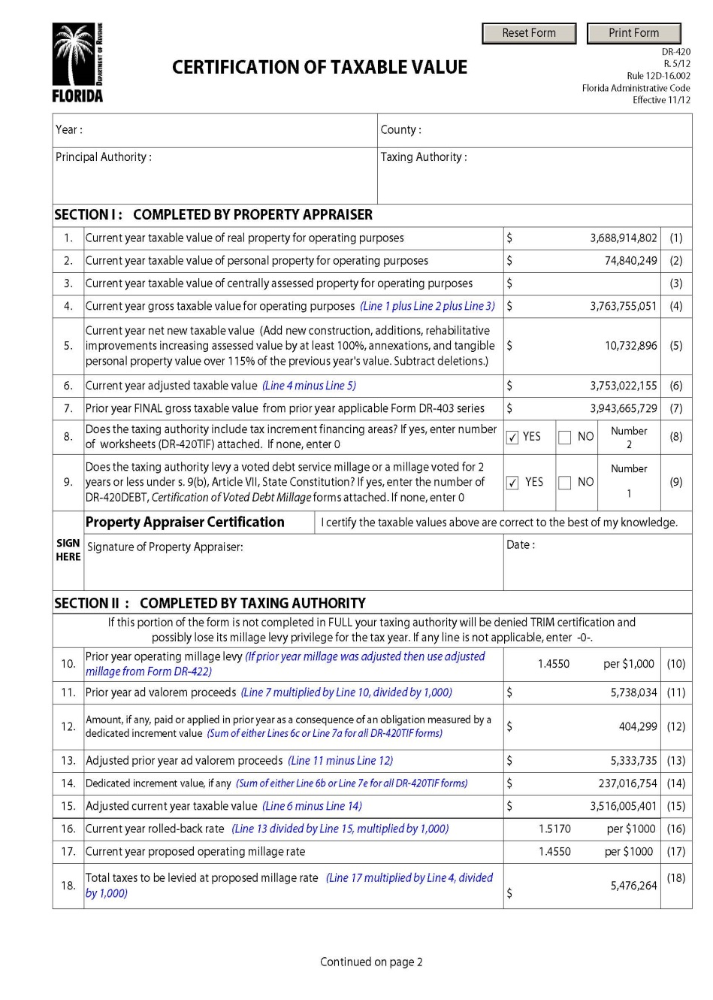 DEPARTMENT OF REVENUE
FLORIDA
Reset Form
Print Form
CERTIFICATION OF TAXABLE VALUE
DR-420
R. 5/12
Rule 12D-16.002
Florida Administrative Code
Effective 11/12
Year :
County :
Principal Authority :
Taxing Authority :
SECTION I : COMPLETED BY PROPERTY APPRAISER
1. Current year taxable value of real property for operating purposes $ 3,688,914,802 (1)
2. Current year taxable value of personal property for operating purposes $ 74,840,249 (2)
3. Current year taxable value of centrally assessed property for operating purposes $ (3)
4. Current year gross taxable value for operating purposes (Line 1 plus Line 2 plus Line 3) $ 3,763,755,051 (4)
Current year net new taxable value (Add new construction, additions, rehabilitative
5. improvements increasing assessed value by at least 100%, annexations, and tangible $ 10,732,896 (5)
personal property value over 115% of the previous year's value. Subtract deletions.)
6. Current year adjusted taxable value (Line 4 minus Line 5) $ 3,753,022,155 (6)
7. Prior year FINAL gross taxable value from prior year applicable Form DR-403 series $ 3,943,665,729 (7)
8. Does the taxing authority include tax increment financing areas? If yes, enter number
of worksheets (DR-420TIF) attached. If none, enter 0
✓ YES NO
Number
2
(8)
Does the taxing authority levy a voted debt service millage or a millage voted for 2
9. years or less under s. 9(b), Article VII, State Constitution? If yes, enter the number of
DR-420DEBT, Certification of Voted Debt Millage forms attached. If none, enter 0
✓ YES NO
Number
1
(9)
SIGN
HERE
Property Appraiser Certification
I certify the taxable values above are correct to the best of my knowledge.
Signature of Property Appraiser:
Date :
SECTION II : COMPLETED BY TAXING AUTHORITY
If this portion of the form is not completed in FULL your taxing authority will be denied TRIM certification and
possibly lose its millage levy privilege for the tax year. If any line is not applicable, enter -0-.
10. Prior year operating millage levy (If prior year millage was adjusted then use adjusted
millage from Form DR-422)
1.4550 per $1,000 (10)
11. Prior year ad valorem proceeds (Line 7 multiplied by Line 10, divided by 1,000) $ 5,738,034 (11)
12. Amount, if any, paid or applied in prior year as a consequence of an obligation measured by a
dedicated increment value (Sum of either Lines 6c or Line 7a for all DR-420TIF forms)
$ 404,299 (12)
13. Adjusted prior year ad valorem proceeds (Line 11 minus Line 12) $ 5,333,735 (13)
14. Dedicated increment value, if any (Sum of either Line 6b or Line 7e for all DR-420TIF forms) $ 237,016,754 (14)
15. Adjusted current year taxable value (Line 6 minus Line 14) $ 3,516,005,401 (15)
16. Current year rolled-back rate (Line 13 divided by Line 15, multiplied by 1,000) 1.5170 per $1000 (16)
17. Current year proposed operating millage rate 1.4550 per $1000 (17)
18. Total taxes to be levied at proposed millage rate (Line 17 multiplied by Line 4, divided
by 1,000)
$ 5,476,264 (18)
Continued on page 2